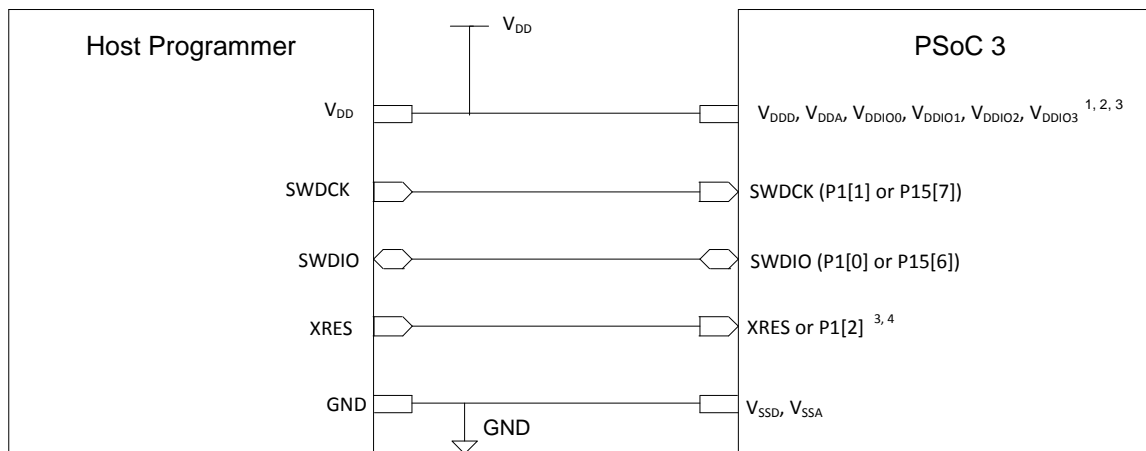 Host Programmer
V_DD
PSoC 3
V_DD
V_DDD, V_DDA, V_DDIO0, V_DDIO1, V_DDIO2, V_DDIO3 1, 2, 3
SWDCK
SWDCK (P1[1] or P15[7])
SWDIO
SWDIO (P1[0] or P15[6])
XRES
XRES or P1[2] 3, 4
GND
GND
V_SSD, V_SSA